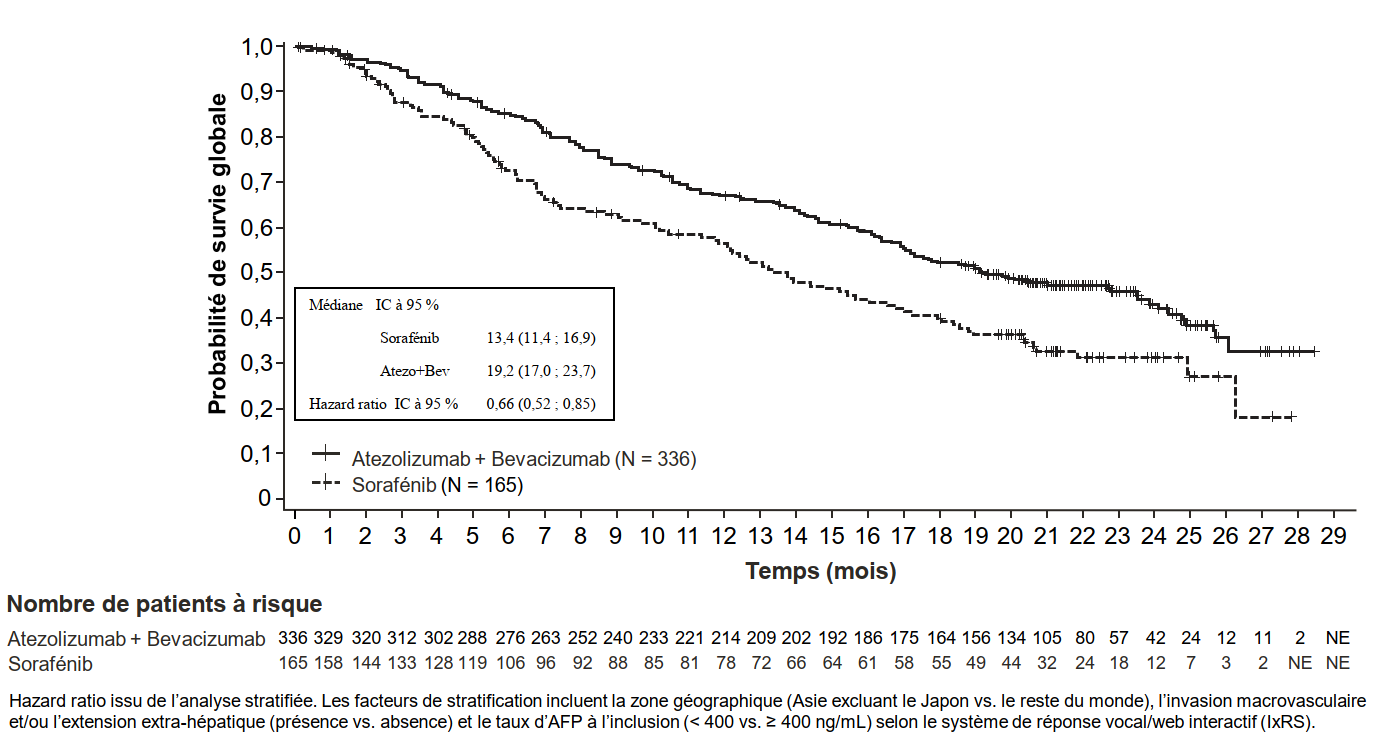 Probabilité de survie globale
1,0
0,9
0,8
0,7
0,6
0,5
0,4
0,3
0,2
0,1
0
Médiane IC à 95 %
Sorafénib 13,4 (11,4 ; 16,9)
Atezo+Bev 19,2 (17,0 ; 23,7)
Hazard ratio IC à 95 % 0,66 (0,52 ; 0,85)
Atezolizumab + Bevacizumab (N = 336)
Sorafénib (N = 165)
0 1 2 3 4 5 6 7 8 9 10 11 12 13 14 15 16 17 18 19 20 21 22 23 24 25 26 27 28 29
Temps (mois)
Nombre de patients à risque
Atezolizumab + Bevacizumab 336 329 320 312 302 288 276 263 252 240 233 221 214 209 202 192 186 175 164 156 134 105 80 57 42 24 12 11 2 NE
Sorafénib 165 158 144 133 128 119 106 96 92 88 85 81 78 72 66 64 61 58 55 49 44 32 24 18 12 7 3 2 NE NE
Hazard ratio issu de l’analyse stratifiée. Les facteurs de stratification incluent la zone géographique (Asie excluant le Japon vs. le reste du monde), l’invasion macrovasculaire
et/ou l’extension extra-hépatique (présence vs. absence) et le taux d’AFP à l’inclusion (< 400 vs. ≥ 400 ng/mL) selon le système de réponse vocal/web interactif (IxRS).